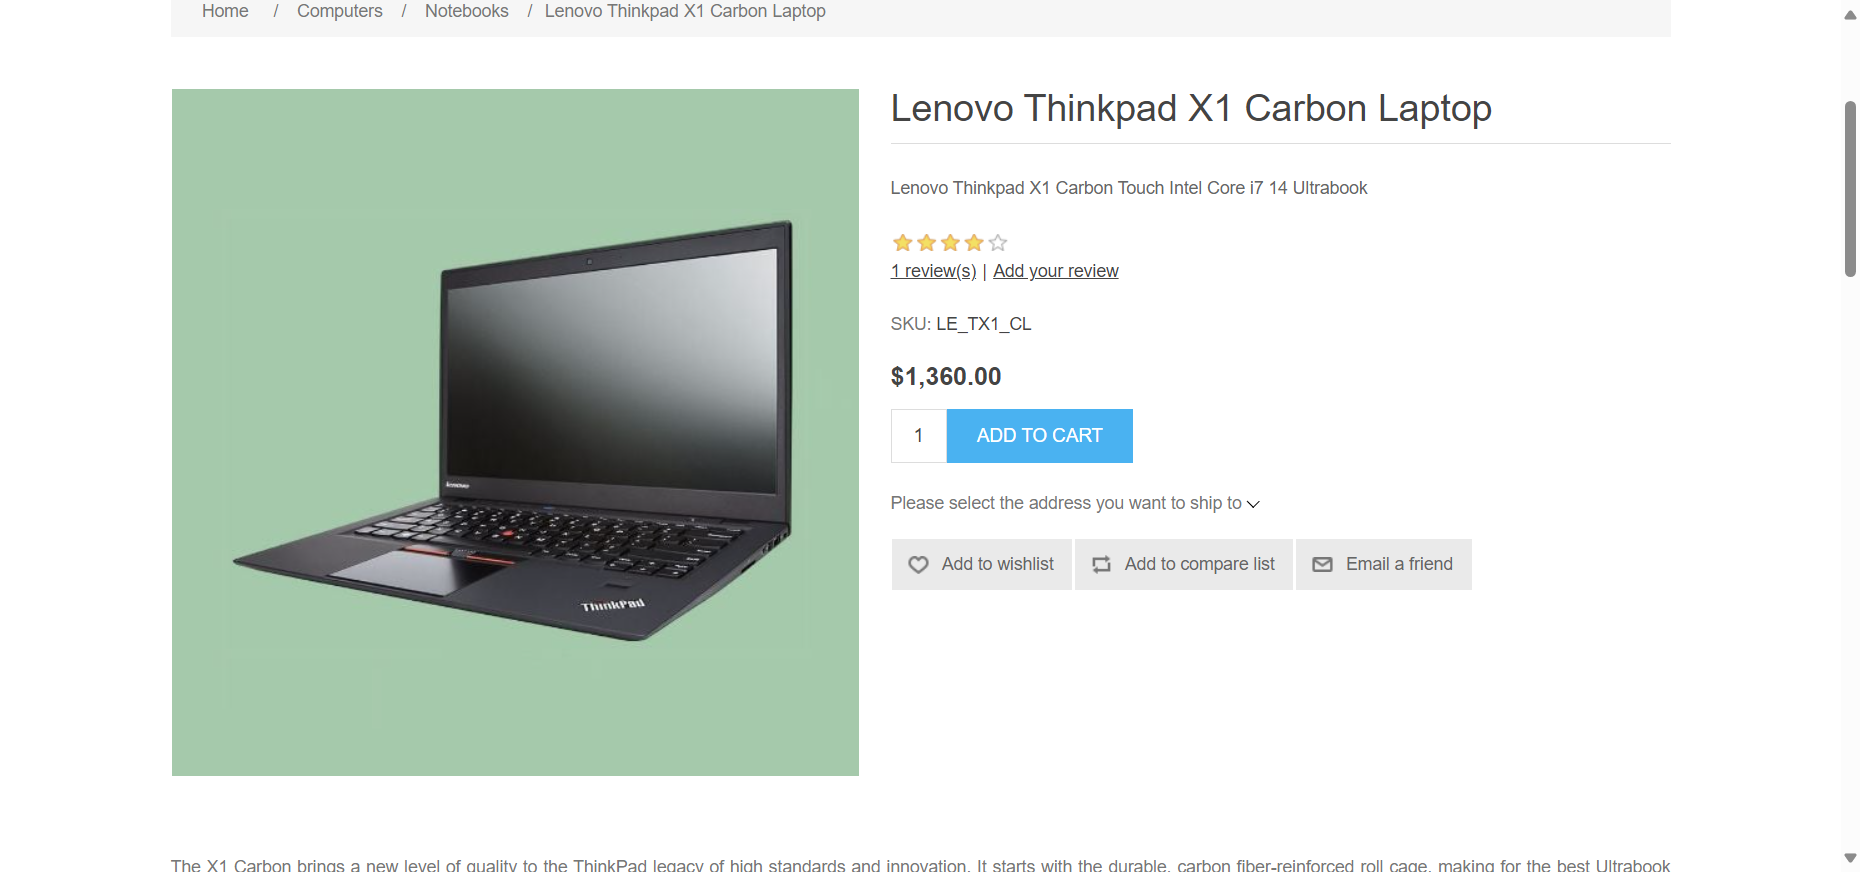 Home / Computers / Notebooks / Lenovo Thinkpad X1 Carbon Laptop
Lenovo Thinkpad X1 Carbon Laptop
Lenovo Thinkpad X1 Carbon Touch Intel Core i7 14 Ultrabook
1 review(s) | Add your review
SKU: LE_TX1_CL
$1,360.00
1 ADD TO CART
Please select the address you want to ship to
Add to wishlist Add to compare list Email a friend
lenovo
ThinkPad
The X1 Carbon brings a new level of quality to the ThinkPad legacy of high standards and innovation. It starts with the durable, carbon fiber-reinforced roll cage, making for the best Ultrabook